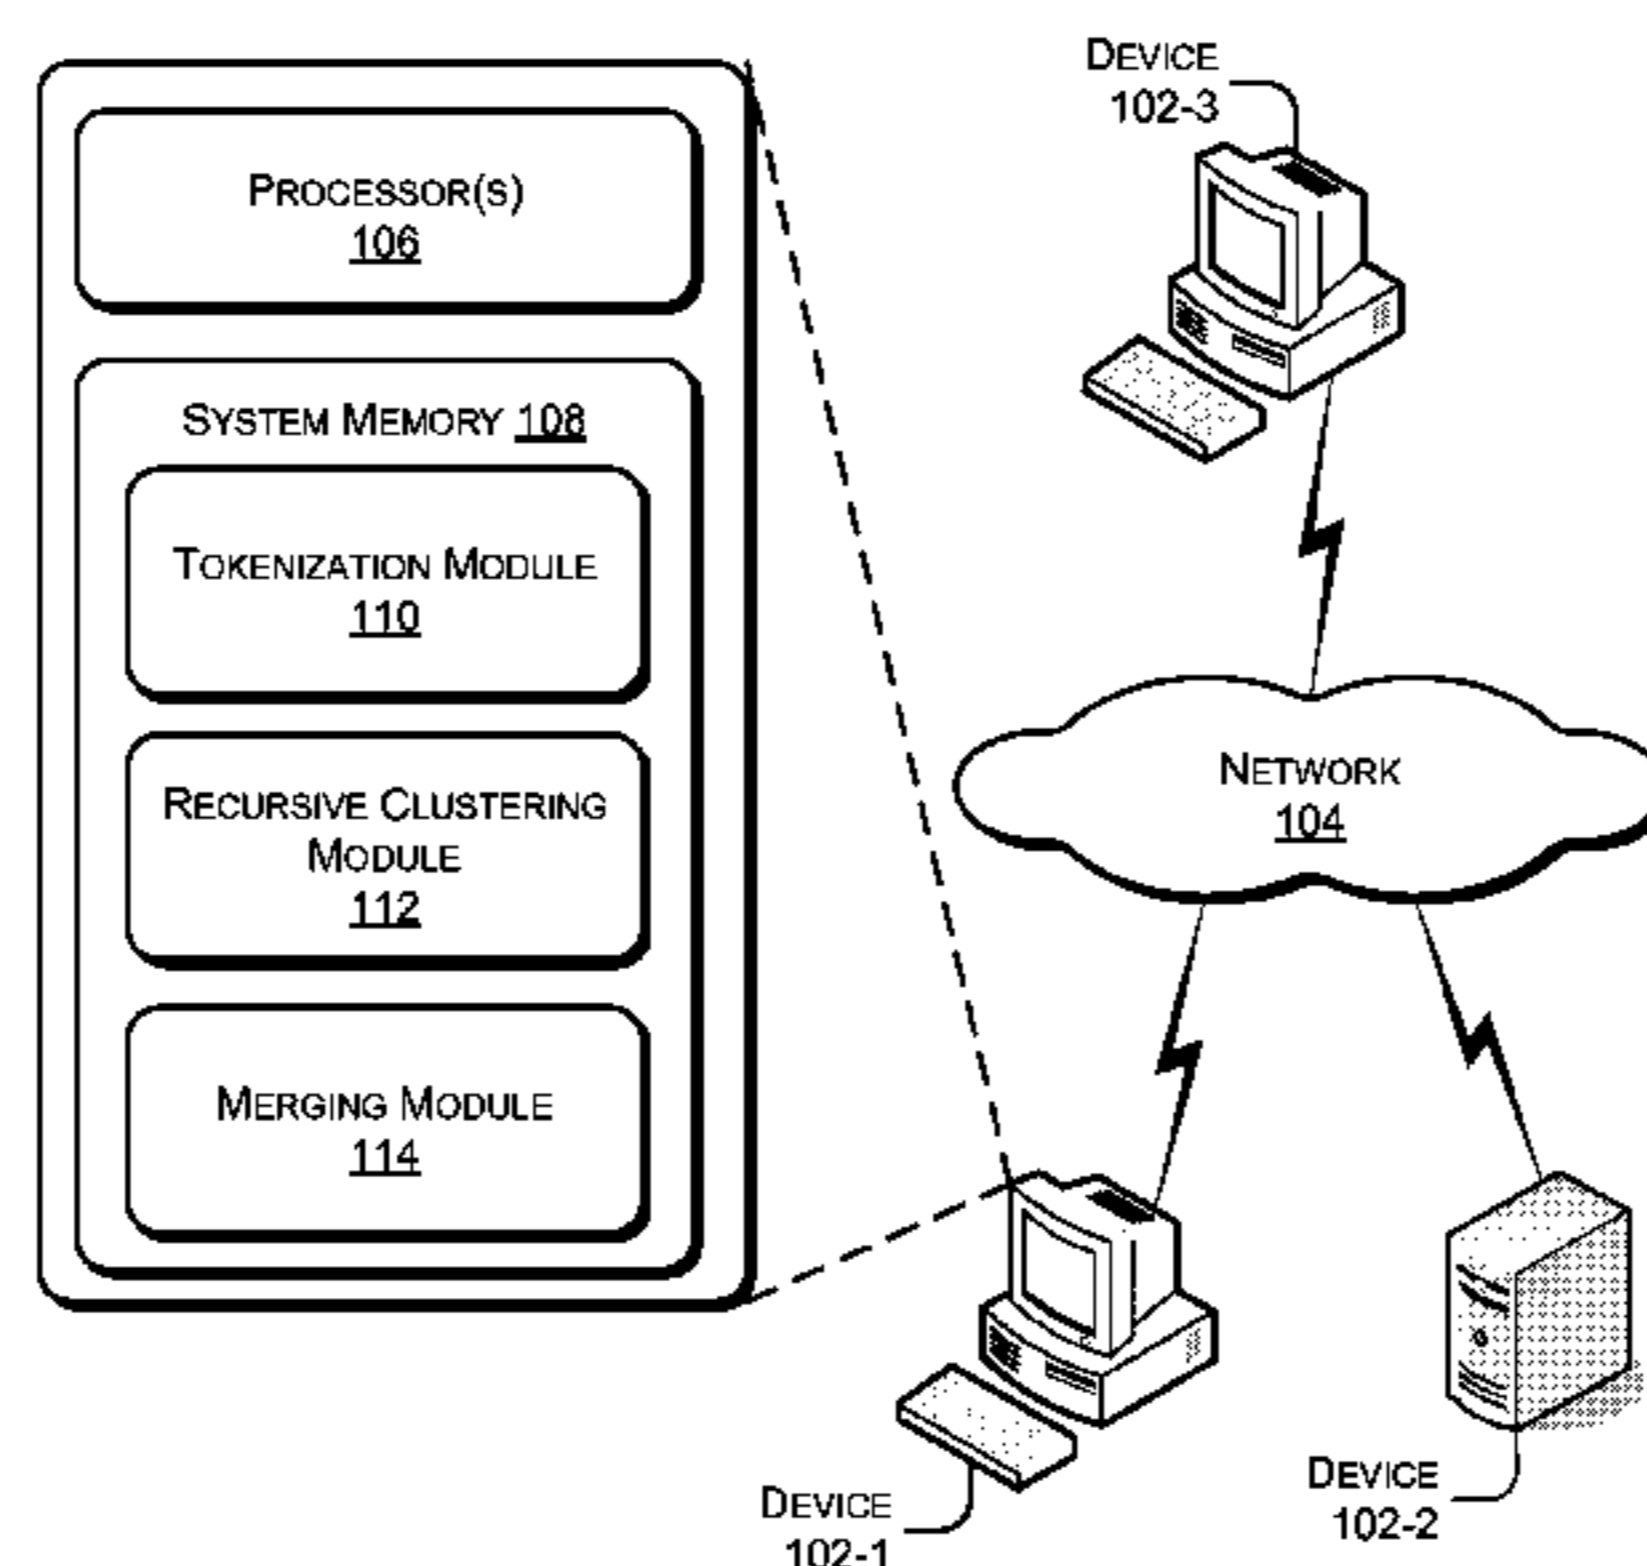 PROCESSOR(S)
106
SYSTEM MEMORY 108
TOKENIZATION MODULE
110
RECURSIVE CLUSTERING
MODULE
112
MERGING MODULE
114
DEVICE
102-3
NETWORK
104
DEVICE
102-1
DEVICE
102-2